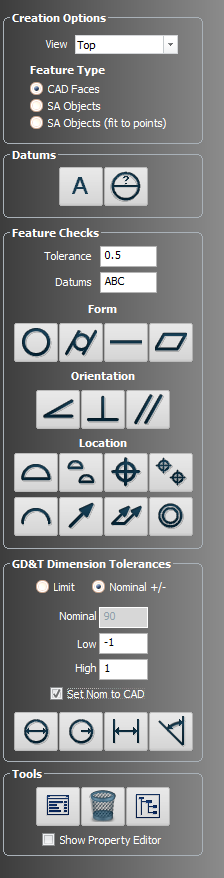 Creation Options
View Top
Feature Type
CAD Faces
SA Objects
SA Objects (fit to points)
Datums
A ?
Feature Checks
Tolerance 0.5
Datums ABC
Form
Orientation
Location
GD&T Dimension Tolerances
Limit Nominal +/-
Nominal 90
Low -1
High 1
Set Nom to CAD
Tools
Show Property Editor